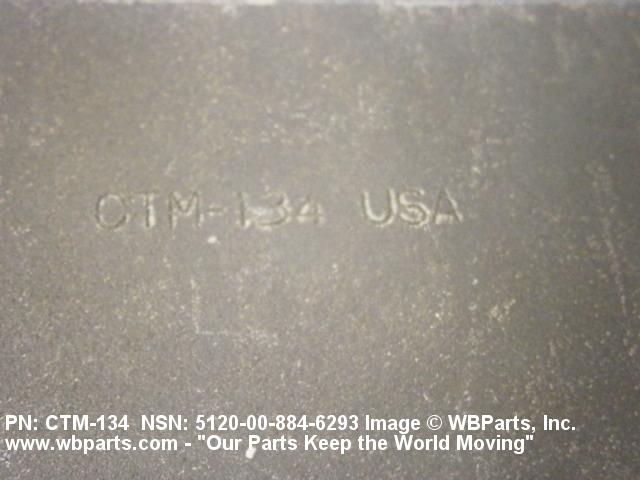 CTM-134 USA
PN: CTM-134 NSN: 5120-00-884-6293 Image © WBParts, Inc.
www.wbparts.com - "Our Parts Keep the World Moving"